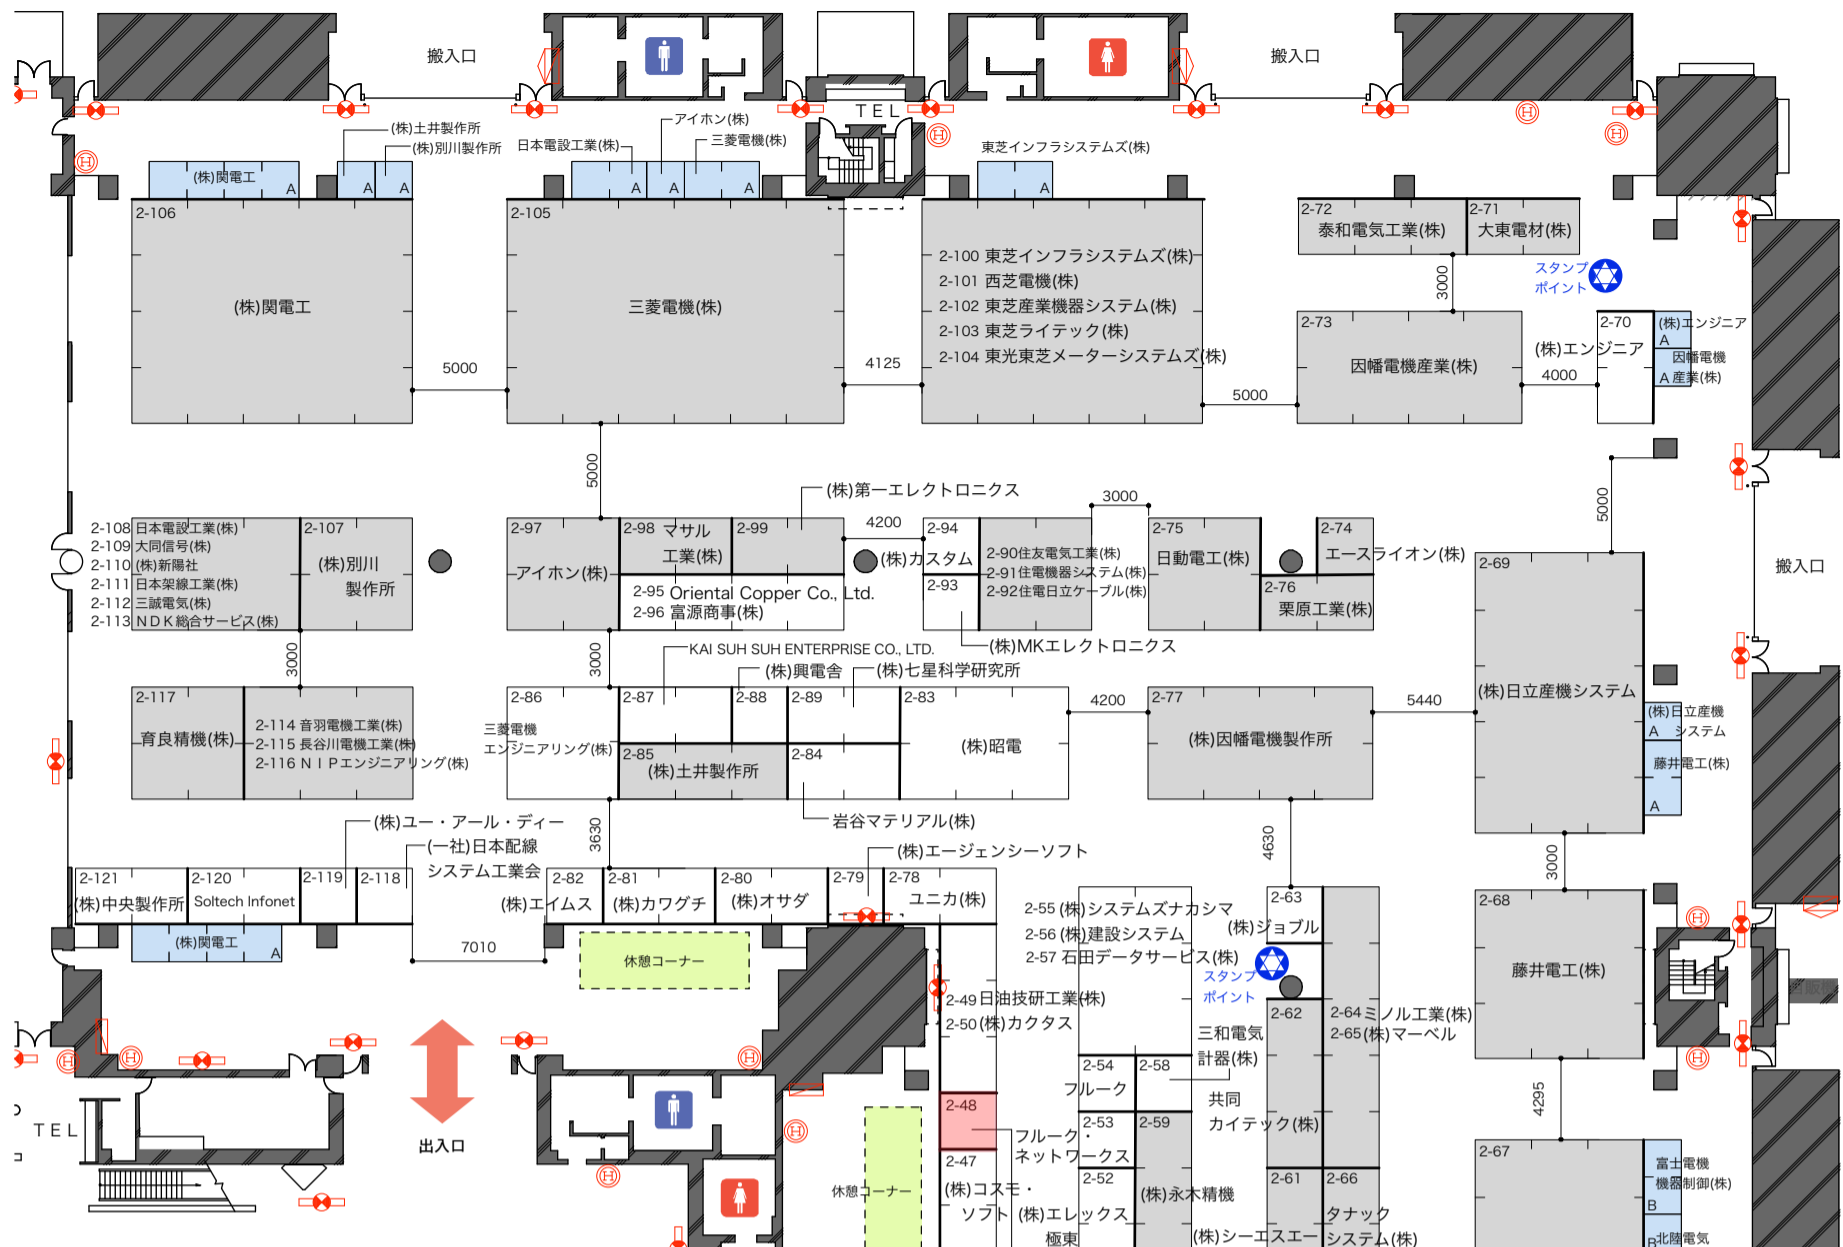 搬入口
搬入口
TEL
(株)土井製作所
(株)別川製作所
日本電設工業(株)
アイホン(株)
三菱電機(株)
東芝インフラシステムズ(株)
(株)関電工
A
A
A
A
A
A
A
2-106
(株)関電工
2-105
三菱電機(株)
2-100 東芝インフラシステムズ(株)
2-101 西芝電機(株)
2-102 東芝産業機器システム(株)
2-103 東芝ライテック(株)
2-104 東光東芝メーターシステムズ(株)
2-72
泰和電気工業(株)
2-71
大東電材(株)
スタンプ
ポイント
3000
2-73
因幡電機産業(株)
2-70
(株)エンジニア
(株)エンジニア
A
因幡電機
A 産業(株)
5000
4125
5000
4000
5000
5000
(株)第一エレクトロニクス
4200
3000
2-108 日本電設工業(株)
2-109 大同信号(株)
2-110 (株)新陽社
2-111 日本架線工業(株)
2-112 三誠電気(株)
2-113 NDK総合サービス(株)
2-107
(株)別川
製作所
2-97
アイホン(株)
2-98 マサル
工業(株)
2-99
2-95 Oriental Copper Co., Ltd.
2-96 富源商事(株)
2-94
(株)カスタム
2-93
2-90住友電気工業(株)
2-91住電機器システム(株)
2-92住電日立ケーブル(株)
2-75
日動電工(株)
2-74
エースライオン(株)
2-76
栗原工業(株)
2-69
(株)日立産機システム
搬入口
3000
3000
KAI SUH SUH ENTERPRISE CO., LTD.
(株)MKエレクトロニクス
(株)興電舎
(株)七星科学研究所
2-117
育良精機(株)
2-114 音羽電機工業(株)
2-115 長谷川電機工業(株)
2-116 NIPエンジニアリング(株)
2-86
三菱電機
エンジニアリング(株)
2-87
2-88
2-89
2-85
(株)土井製作所
2-84
2-83
(株)昭電
4200
2-77
(株)因幡電機製作所
5440
(株)日立産機
A システム
藤井電工(株)
A
岩谷マテリアル(株)
(株)ユー・アール・ディー
(一社)日本配線
システム工業会
3630
(株)エージェンシーソフト
4630
3000
2-121
(株)中央製作所
2-120
Soltech Infonet
2-119
2-118
2-82
(株)エイムス
2-81
(株)カワグチ
2-80
(株)オサダ
2-79
2-78
ユニカ(株)
(株)関電工
A
7010
休憩コーナー
2-55 (株)システムズナカシマ
2-56 (株)建設システム
2-57 石田データサービス(株)
2-63
(株)ジョブル
スタンプ
ポイント
2-68
藤井電工(株)
2-49 日油技研工業(株)
2-50 (株)カクタス
2-62
2-64 ミノル工業(株)
2-65 (株)マーベル
三和電気
計器(株)
2-54
フルーク
2-58
共同
カイテック(株)
4295
2-48
フルーク・
ネットワークス
2-53
2-59
2-47
(株)コスモ・
ソフト
2-52
(株)エレックス
極東
(株)永木精機
2-61
(株)シーエスエー
2-66
タナック
システム(株)
2-67
富士電機
機器制御(株)
B
B北陸電気
TEL
出入口
休憩コーナー